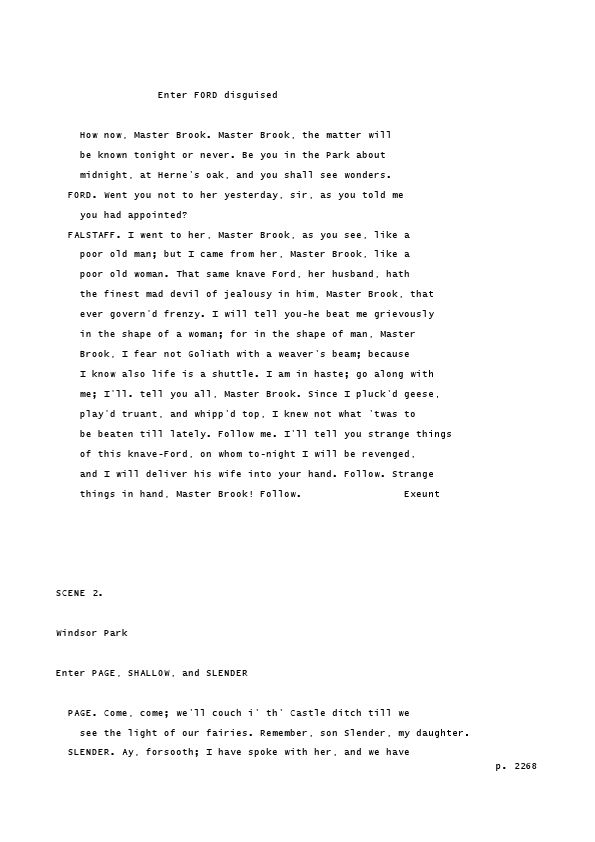 Enter FORD disguised
How now, Master Brook. Master Brook, the matter will
be known tonight or never. Be you in the Park about
midnight, at Herne's oak, and you shall see wonders.
FORD. Went you not to her yesterday, sir, as you told me
you had appointed?
FALSTAFF. I went to her, Master Brook, as you see, like a
poor old man; but I came from her, Master Brook, like a
poor old woman. That same knave Ford, her husband, hath
the finest mad devil of jealousy in him, Master Brook, that
ever govern'd frenzy. I will tell you-he beat me grievously
in the shape of a woman; for in the shape of man, Master
Brook, I fear not Goliath with a weaver's beam; because
I know also life is a shuttle. I am in haste; go along with
me; I'll. tell you all, Master Brook. Since I pluck'd geese,
play'd truant, and whipp'd top, I knew not what 'twas to
be beaten till lately. Follow me. I'll tell you strange things
of this knave-Ford, on whom to-night I will be revenged,
and I will deliver his wife into your hand. Follow. Strange
things in hand, Master Brook! Follow. Exeunt
SCENE 2.
Windsor Park
Enter PAGE, SHALLOW, and SLENDER
PAGE. Come, come; we'll couch i' th' Castle ditch till we
see the light of our fairies. Remember, son Slender, my daughter.
SLENDER. Ay, forsooth; I have spoke with her, and we have
p. 2268